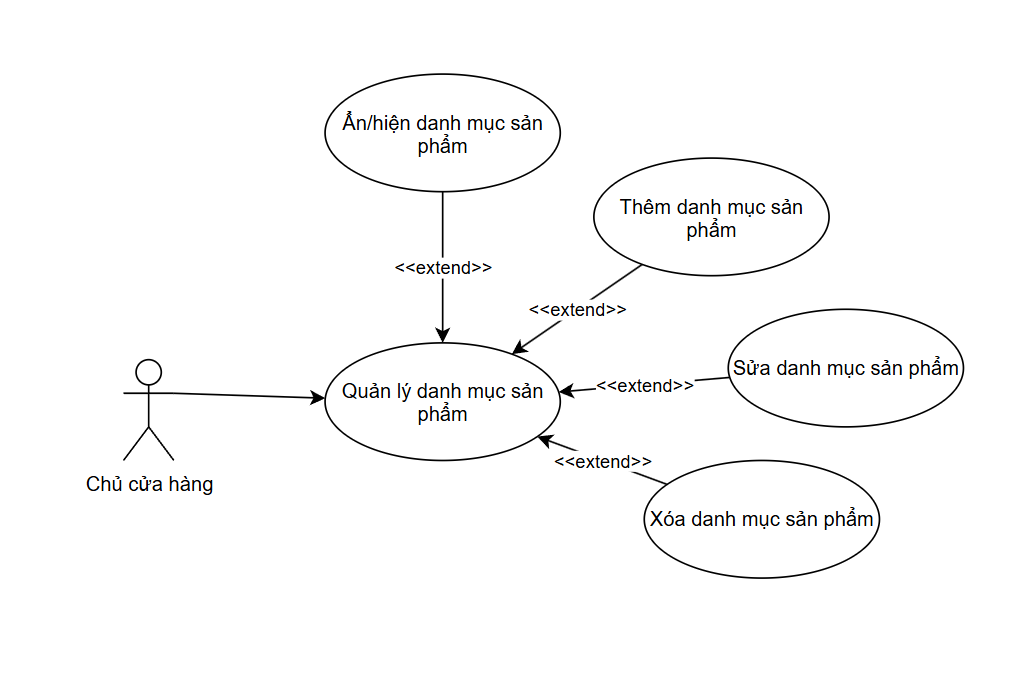 Ẩn/hiện danh mục sản
phẩm
Thêm danh mục sản
phẩm
<<extend>>
<<extend>>
Sửa danh mục sản phẩm
<<extend>>
Quản lý danh mục sản
phẩm
<<extend>>
Chủ cửa hàng
Xóa danh mục sản phẩm